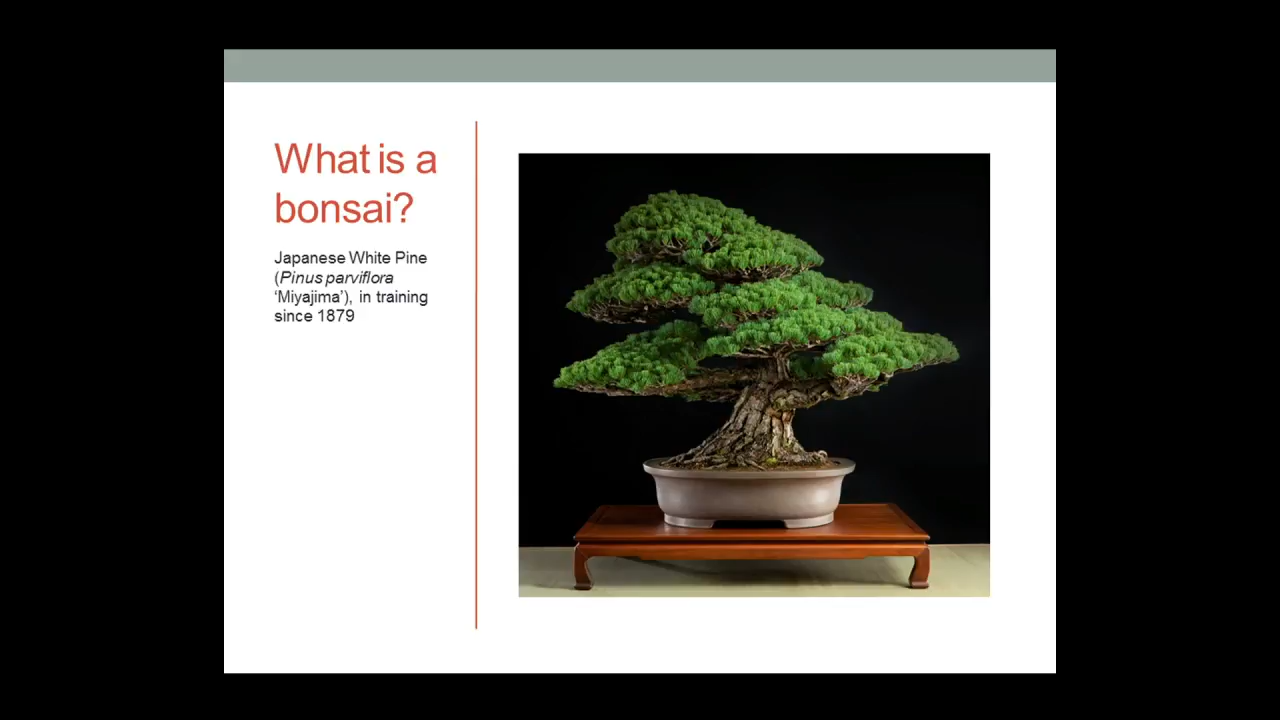 What is a
bonsai?
Japanese White Pine
(Pinus parviflora
‘Miyajima’), in training
since 1879